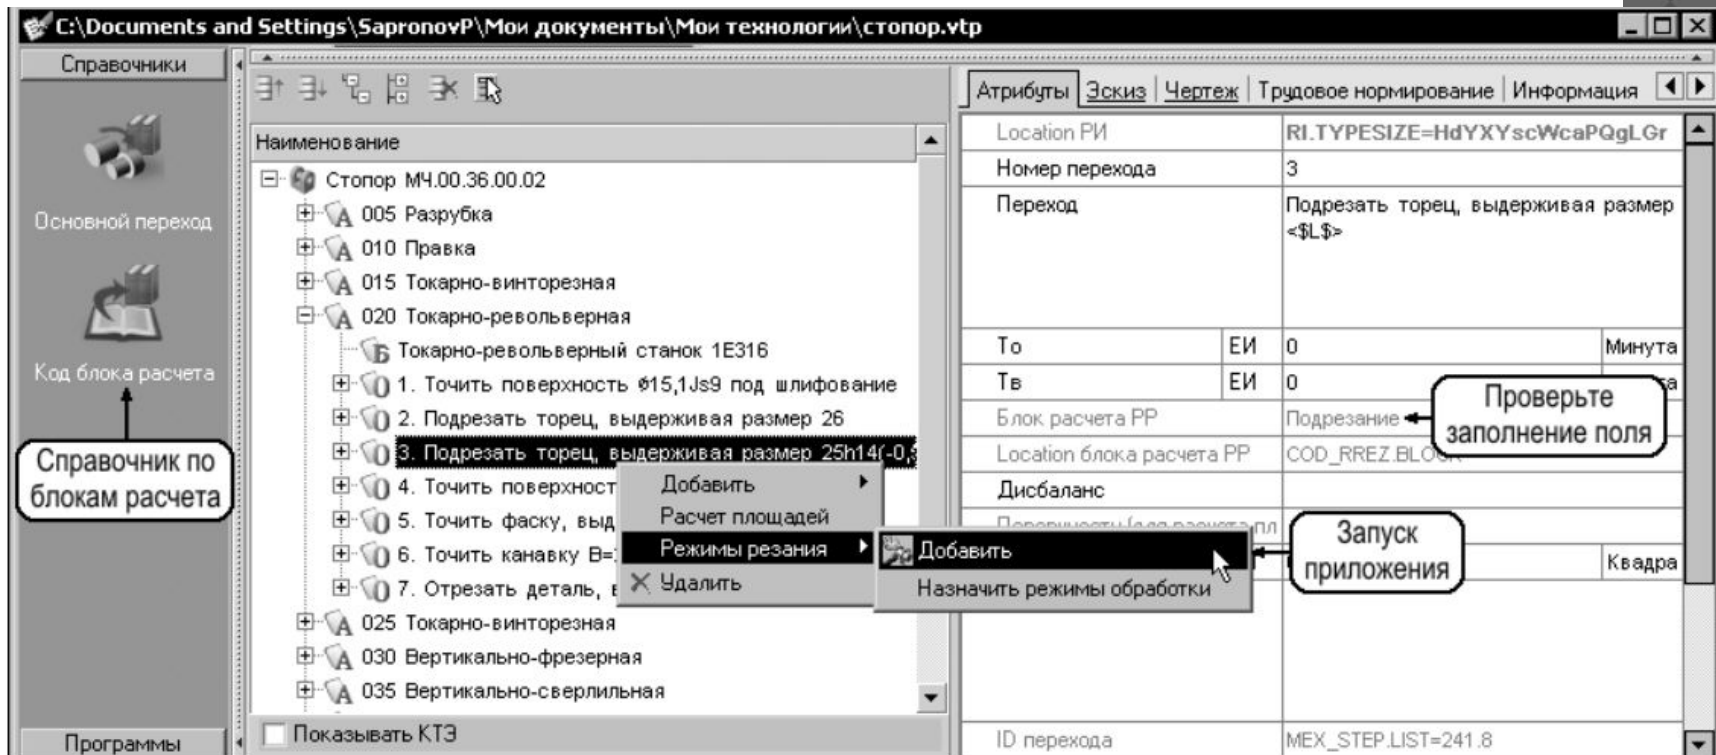 C:\Documents and Settings\SapronovP\Мои документы\Мои технологии\стопор.vtp
Справочники
Основной переход
Код блока расчета
Справочник по
блокам расчета
Программы
Наименование
Стопор МЧ.00.36.00.02
005 Разрубка
010 Правка
015 Токарно-винторезная
020 Токарно-револьверная
Токарно-револьверный станок 1Е316
1. Точить поверхность ø15,1Js9 под шлифование
2. Подрезать торец, выдерживая размер 26
3. Подрезать торец, выдерживая размер 25h14(-0,
4. Точить поверхност
5. Точить фаску, выд
6. Точить канавку В=
7. Отрезать деталь,
025 Токарно-винторезная
030 Вертикально-фрезерная
035 Вертикально-сверлильная
Показывать КТЭ
Добавить
Расчет площадей
Режимы резания
Удалить
Добавить
Назначить режимы обработки
Атрибуты Эскиз Чертеж Трудовое нормирование Информация
Location РИ RI.TYPESIZE=HdYXYscWcaPQgLGr
Номер перехода 3
Переход Подрезать торец, выдерживая размер
<$L$>
То ЕИ 0 Минута
Тв ЕИ 0
Блок расчета РР Подрезание
Location блока расчета РР COD_RREZ.BLOCK
Дисбаланс
Квадра
ID перехода MEX_STEP.LIST=241.8
Проверьте
заполнение поля
Запуск
приложения